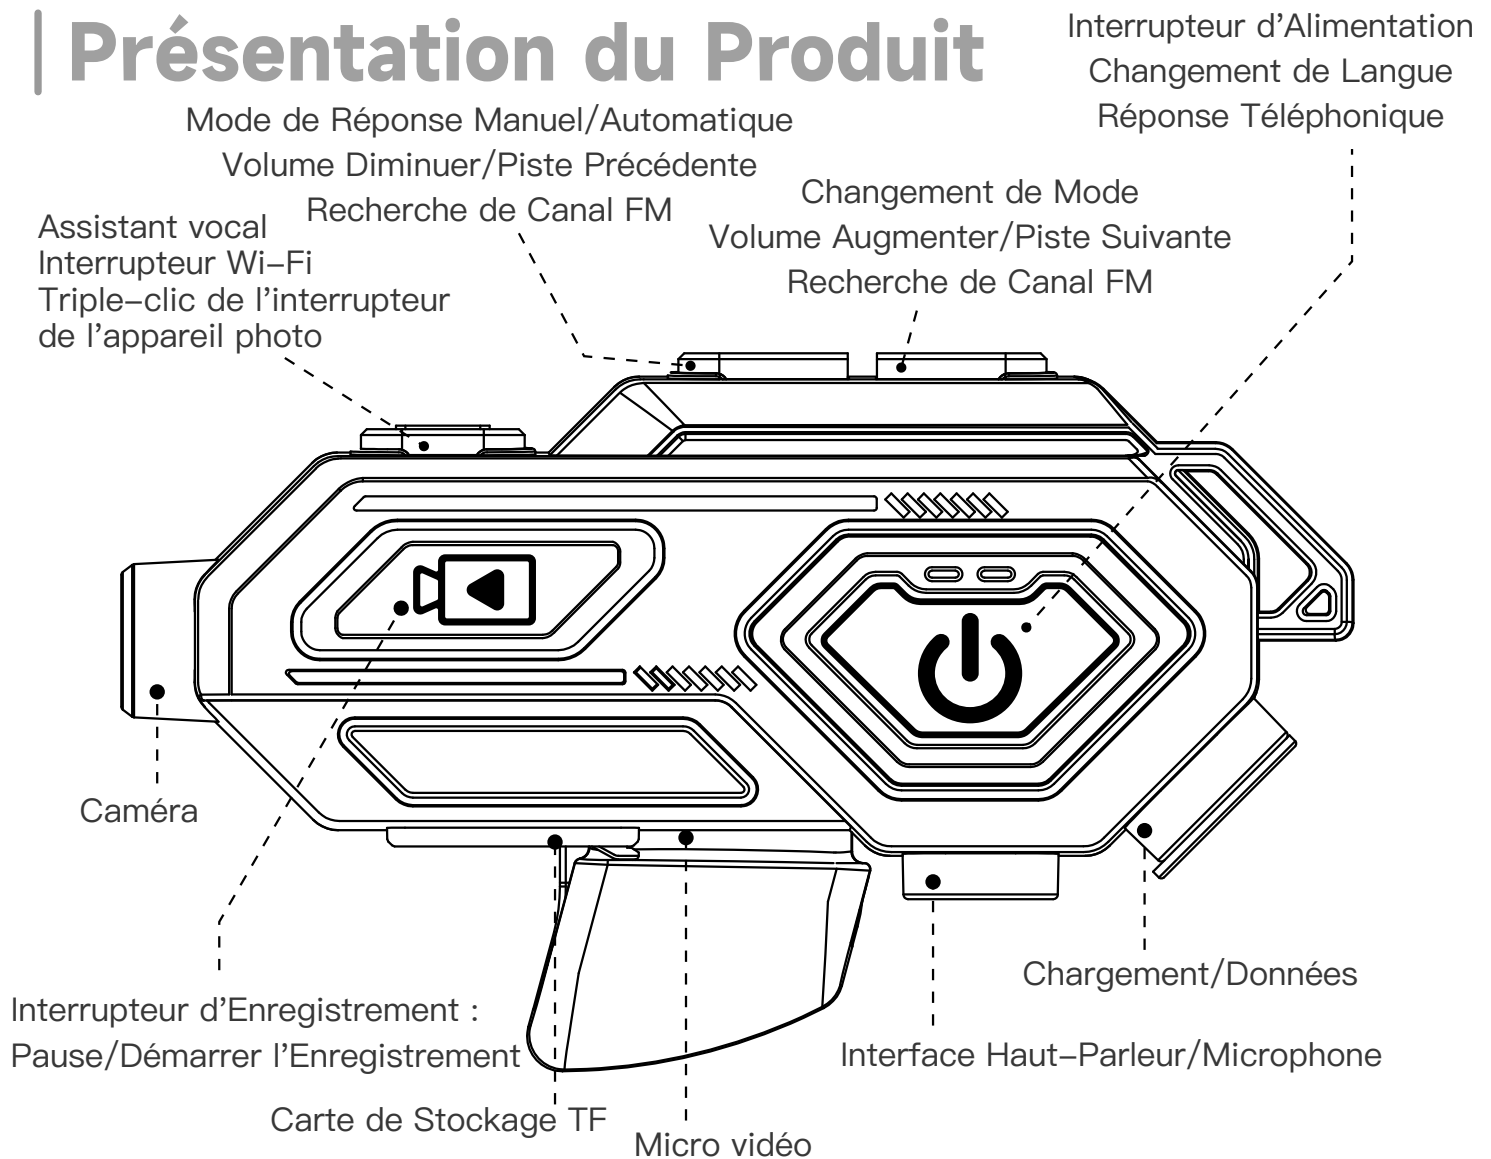 Présentation du Produit
Interrupteur d’Alimentation
Changement de Langue
Réponse Téléphonique
Mode de Réponse Manuel/Automatique
Volume Diminuer/Piste Précédente
Recherche de Canal FM
Changement de Mode
Volume Augmenter/Piste Suivante
Recherche de Canal FM
Assistant vocal
Interrupteur Wi-Fi
Triple-clic de l’interrupteur
de l’appareil photo
Caméra
Interrupteur d’Enregistrement :
Pause/Démarrer l’Enregistrement
Carte de Stockage TF
Micro vidéo
Interface Haut-Parleur/Microphone
Chargement/Données